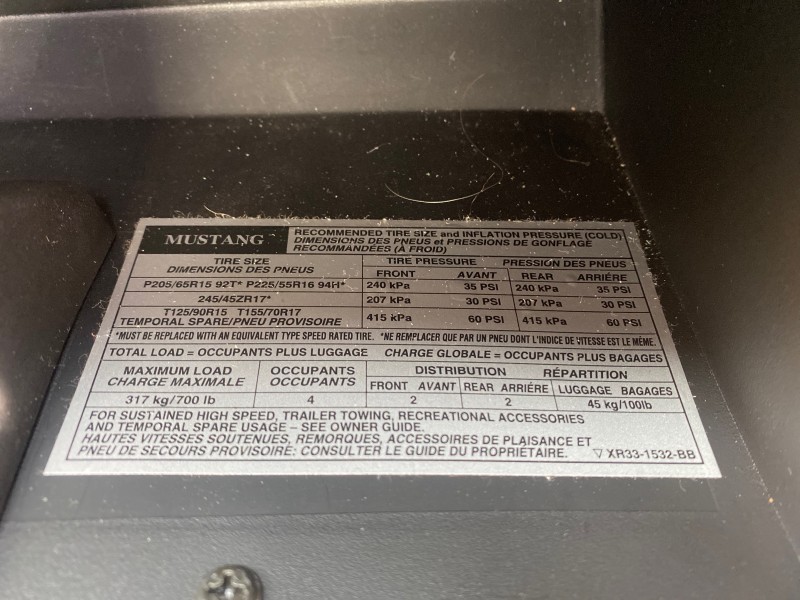 MUSTANG
RECOMMENDED TIRE SIZE and INFLATION PRESSURE (COLD)
DIMENSIONS DES PNEUS et PRESSIONS DE GONFLAGE
RECOMMANDÉES (À FROID)
TIRE SIZE
DIMENSIONS DES PNEUS
TIRE PRESSURE PRESSION DES PNEUS
FRONT AVANT REAR ARRIÈRE
P205/65R15 92T* P225/55R16 94H* 240 kPa 35 PSI 240 kPa 35 PSI
245/45ZR17* 207 kPa 30 PSI 207 kPa 30 PSI
T125/90R15 T155/70R17
TEMPORAL SPARE/PNEU PROVISOIRE 415 kPa 60 PSI 415 kPa 60 PSI
*MUST BE REPLACED WITH AN EQUIVALENT TYPE SPEED RATED TIRE. *NE REMPLACER QUE PAR UN PNEU DONT L'INDICE DE VITESSE EST LE MÊME.
TOTAL LOAD = OCCUPANTS PLUS LUGGAGE CHARGE GLOBALE = OCCUPANTS PLUS BAGAGES
MAXIMUM LOAD
CHARGE MAXIMALE
OCCUPANTS
OCCUPANTS
DISTRIBUTION RÉPARTITION
FRONT AVANT REAR ARRIÈRE LUGGAGE BAGAGES
317 kg/700 lb 4 2 2 45 kg/100lb
FOR SUSTAINED HIGH SPEED, TRAILER TOWING, RECREATIONAL ACCESSORIES
AND TEMPORAL SPARE USAGE – SEE OWNER GUIDE.
HAUTES VITESSES SOUTENUES, REMORQUES, ACCESSOIRES DE PLAISANCE ET
PNEU DE SECOURS PROVISOIRE: CONSULTER LE GUIDE DU PROPRIÉTAIRE. ▽ XR33-1532-BB